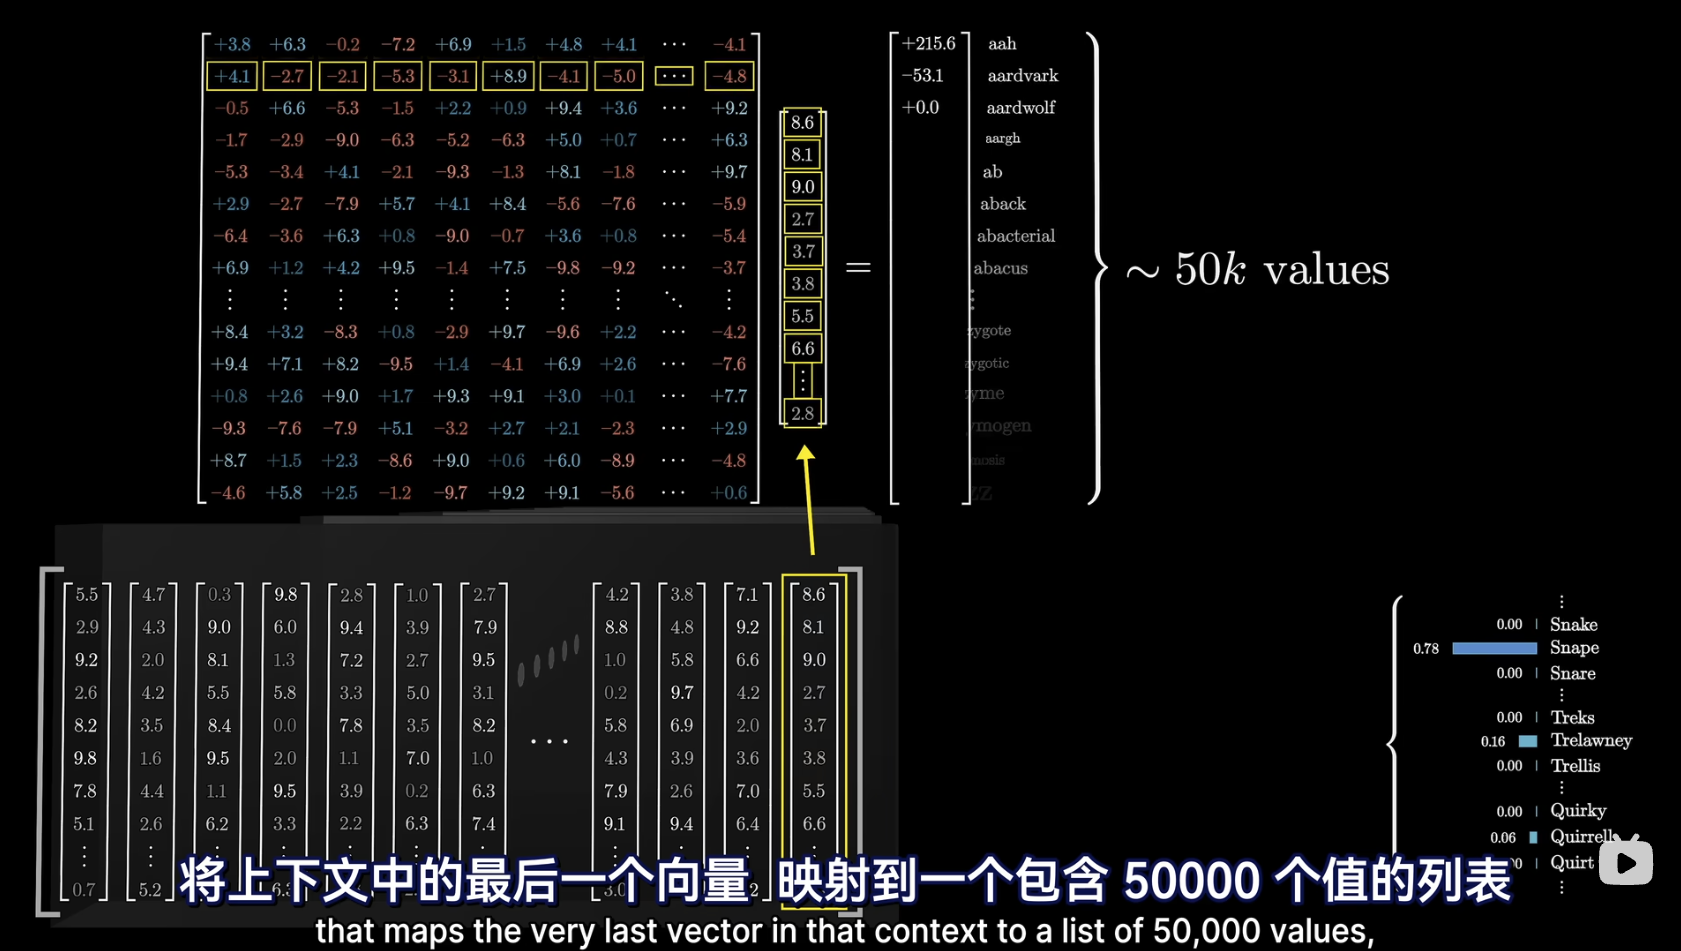 +3.8 +6.3 −0.2 −7.2 +6.9 +1.5 +4.8 +4.1 ⋯ −4.1
+4.1 −2.7 −2.1 −5.3 −3.1 +8.9 −4.1 −5.0 ⋯ −4.8
−0.5 +6.6 −5.3 −1.5 +2.2 +0.9 +9.4 +3.6 ⋯ +9.2
−1.7 −2.9 −9.0 −6.3 −5.2 −6.3 +5.0 +0.7 ⋯ +6.3
−5.3 −3.4 +4.1 −2.1 −9.3 −1.3 +8.1 −1.8 ⋯ +9.7
+2.9 −2.7 −7.9 +5.7 +4.1 +8.4 −5.6 −7.6 ⋯ −5.9
−6.4 −3.6 +6.3 +0.8 −9.0 −0.7 +3.6 +0.8 ⋯ −5.4
+6.9 +1.2 +4.2 +9.5 −1.4 +7.5 −9.8 −9.2 ⋯ −3.7
⋮ ⋮ ⋮ ⋮ ⋮ ⋮ ⋮ ⋮ ⋱ ⋮
+8.4 +3.2 −8.3 +0.8 −2.9 +9.7 −9.6 +2.2 ⋯ −4.2
+9.4 +7.1 +8.2 −9.5 +1.4 −4.1 +6.9 +2.6 ⋯ −7.6
+0.8 +2.6 +9.0 +1.7 +9.3 +9.1 +3.0 +0.1 ⋯ +7.7
−9.3 −7.6 −7.9 +5.1 −3.2 +2.7 +2.1 −2.3 ⋯ +2.9
+8.7 +1.5 +2.3 −8.6 +9.0 +0.6 +6.0 −8.9 ⋯ −4.8
−4.6 +5.8 +2.5 −1.2 −9.7 +9.2 +9.1 −5.6 ⋯ +0.6
8.6
8.1
9.0
2.7
3.7
3.8
5.5
6.6
⋮
2.8
=
+215.6 aah
−53.1 aardvark
+0.0 aardwolf
aargh
ab
aback
abacterial
abacus
⋮
zygote
zygotic
∼ 50k values
5.5 4.7 0.3 9.8 2.8 1.0 2.7 4.2 3.8 7.1 8.6
2.9 4.3 9.0 6.0 9.4 3.9 7.9 8.8 4.8 9.2 8.1
9.2 2.0 8.1 1.3 7.2 2.7 9.5 1.0 5.8 6.6 9.0
2.6 4.2 5.5 5.8 3.3 5.0 3.1 0.2 9.7 4.2 2.7
8.2 3.5 8.4 0.0 7.8 3.5 8.2 ⋯ 5.8 6.9 2.0 3.7
9.8 1.6 9.5 2.0 1.1 7.0 1.0 4.3 3.9 3.6 3.8
7.8 4.4 1.1 9.5 3.9 0.2 6.3 7.9 2.6 7.0 5.5
5.1 2.6 6.2 3.3 2.2 6.3 7.4 9.1 9.4 6.4 6.6
0.7 5.2
⋮
0.00 Snake
0.78 Snape
0.00 Snare
⋮
0.00 Treks
0.16 Trelawney
0.00 Trellis
⋮
0.00 Quirky
0.06 Quirrell
Quirt
⋮
将上下文中的最后一个向量 映射到一个包含 50000 个值的列表
that maps the very last vector in that context to a list of 50,000 values,